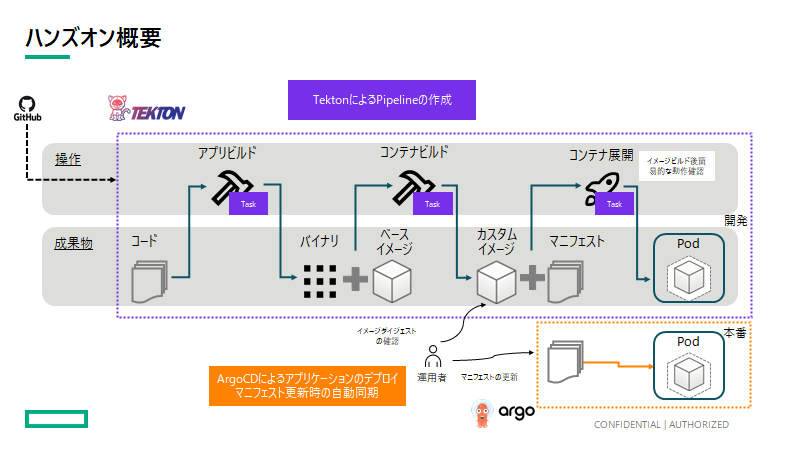 ハンズオン概要
TektonによるPipelineの作成
GitHub
TEKTON
操作
アプリビルド
Task
コンテナビルド
Task
コンテナ展開
Task
イメージビルド後簡
易的な動作確認
開発
成果物
コード
バイナリ
ベース
イメージ
カスタム
イメージ
マニフェスト
Pod
イメージダイジェスト
の確認
運用者
マニフェストの更新
本番
Pod
ArgoCDによるアプリケーションのデプロイ
マニフェスト更新時の自動同期
argo
CONFIDENTIAL | AUTHORIZED